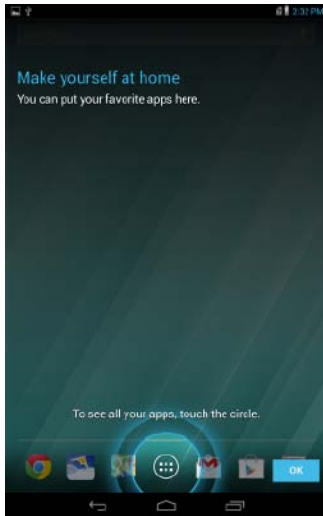 2:32 PM
Make yourself at home
You can put your favorite apps here.
To see all your apps, touch the circle.
OK